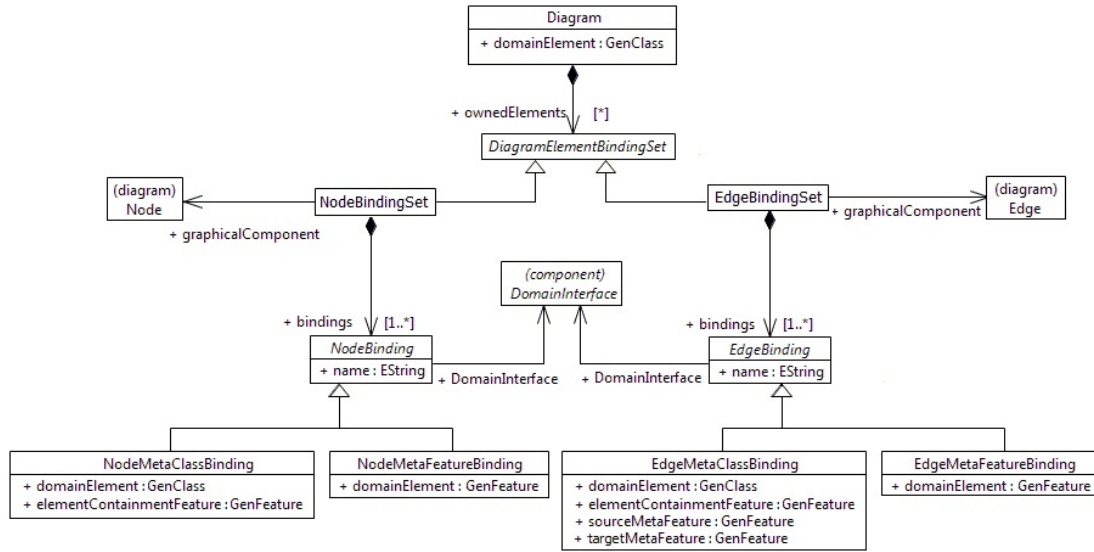 Diagram
+ domainElement : GenClass
+ ownedElements [*]
DiagramElementBindingSet
(diagram)
Node
NodeBindingSet
+ graphicalComponent
EdgeBindingSet
+ graphicalComponent
(diagram)
Edge
(component)
DomainInterface
+ bindings [1..*]
NodeBinding
+ name : EString
+ DomainInterface
+ bindings [1..*]
EdgeBinding
+ name : EString
+ DomainInterface
NodeMetaClassBinding
+ domainElement : GenClass
+ elementContainmentFeature : GenFeature
NodeMetaFeatureBinding
+ domainElement : GenFeature
EdgeMetaClassBinding
+ domainElement : GenClass
+ elementContainmentFeature : GenFeature
+ sourceMetaFeature : GenFeature
+ targetMetaFeature : GenFeature
EdgeMetaFeatureBinding
+ domainElement : GenFeature